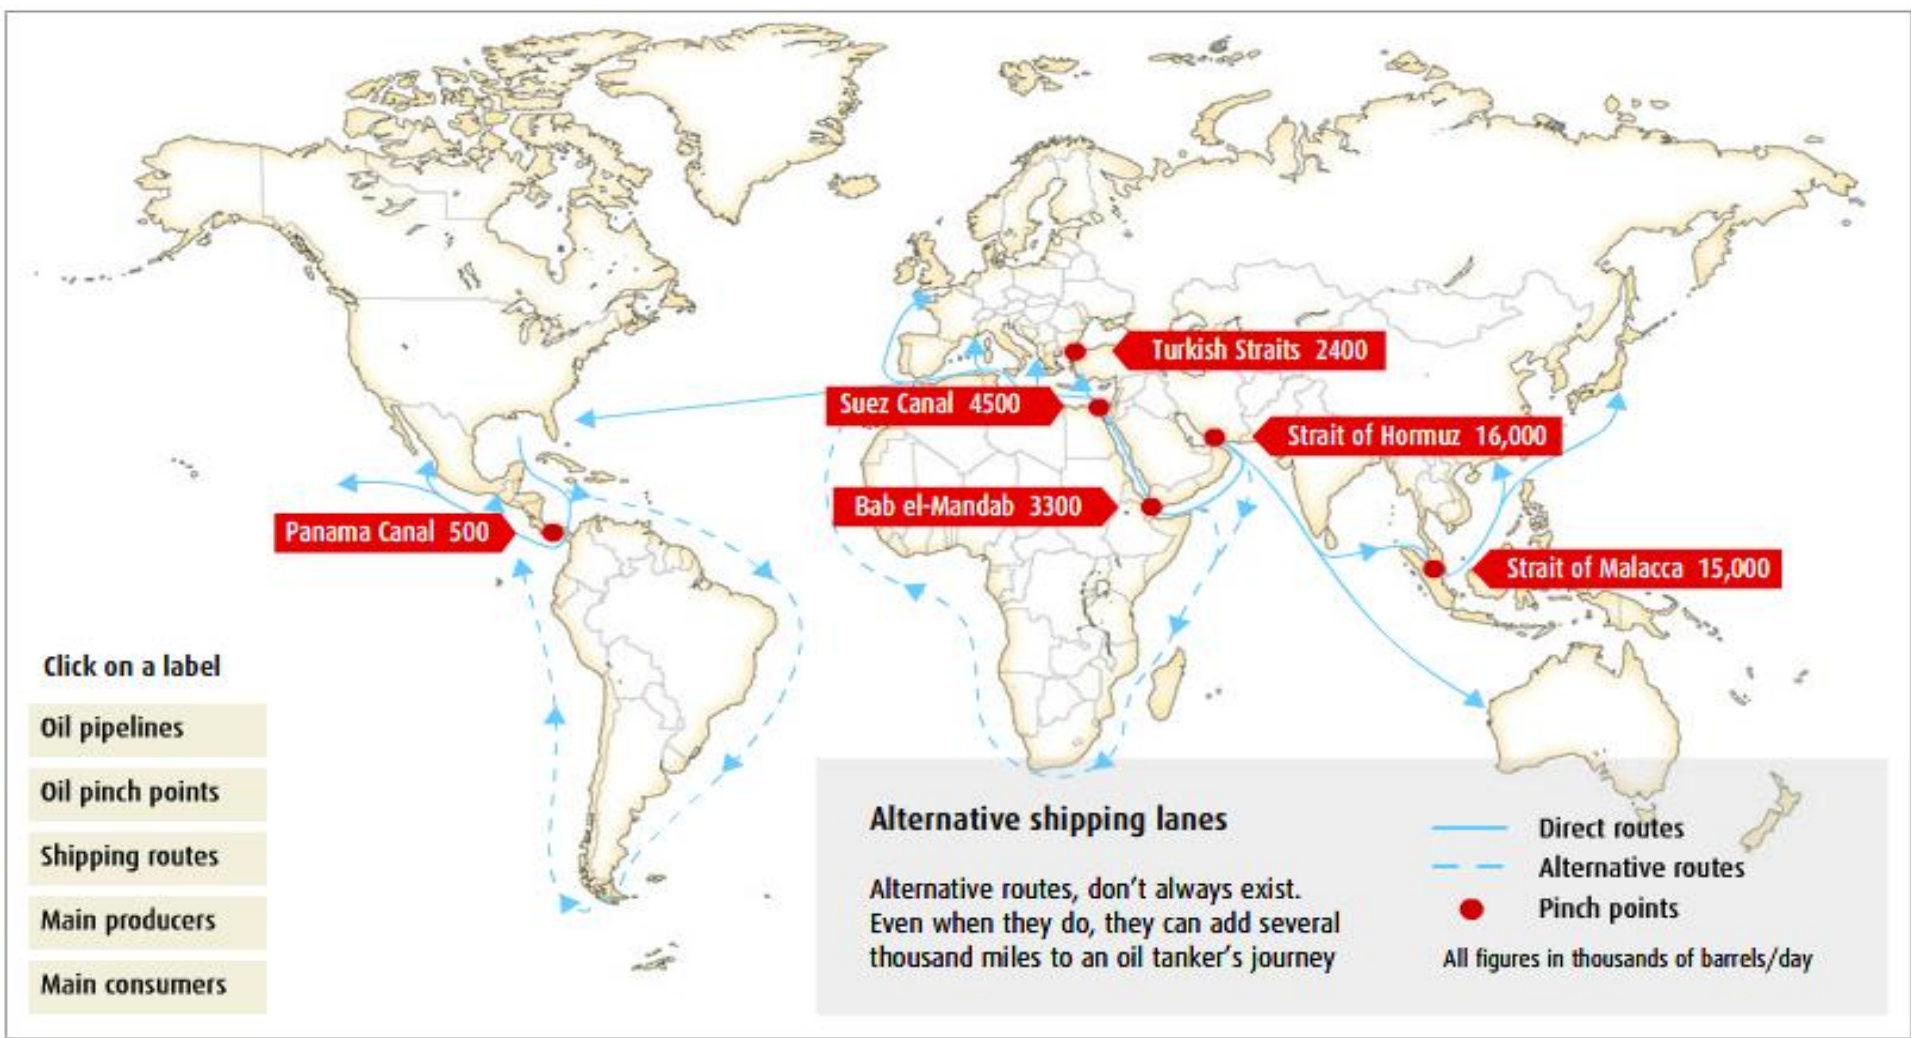 Turkish Straits 2400
Suez Canal 4500
Strait of Hormuz 16,000
Bab el-Mandab 3300
Panama Canal 500
Strait of Malacca 15,000
Click on a label
Oil pipelines
Oil pinch points
Shipping routes
Main producers
Main consumers
Alternative shipping lanes
Alternative routes, don't always exist.
Even when they do, they can add several
thousand miles to an oil tanker's journey
Direct routes
Alternative routes
Pinch points
All figures in thousands of barrels/day